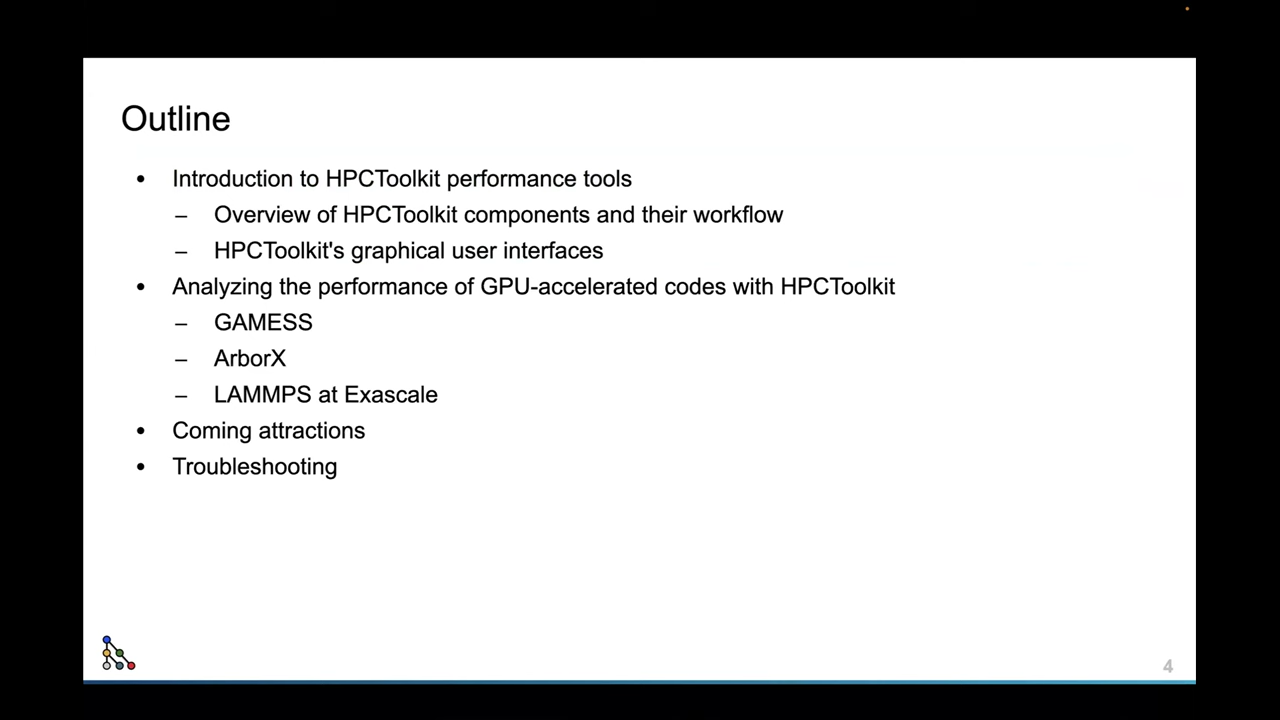 Outline
• Introduction to HPCToolkit performance tools
– Overview of HPCToolkit components and their workflow
– HPCToolkit's graphical user interfaces
• Analyzing the performance of GPU-accelerated codes with HPCToolkit
– GAMESS
– ArborX
– LAMMPS at Exascale
• Coming attractions
• Troubleshooting
4